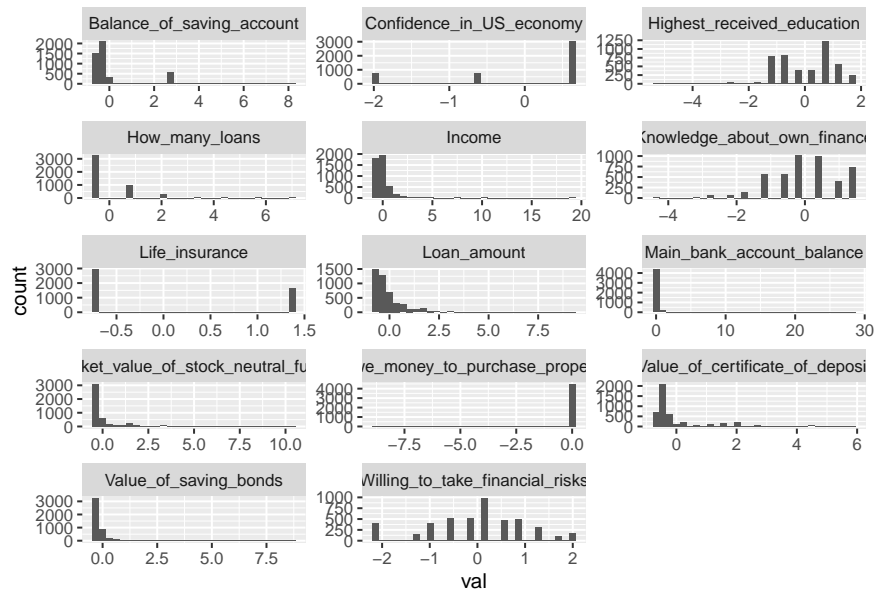 Balance_of_saving_account
2000
1500
1000
500
0
0 2 4 6 8
Confidence_in_US_economy
3000
2000
1000
0
−2 −1 0
Highest_received_education
1250
1000
750
500
250
0
−4 −2 0 2
How_many_loans
3000
2000
1000
0
0 2 4 6
Income
2000
1500
1000
500
0
0 5 10 15 20
Knowledge_about_own_finance
1000
750
500
250
0
−4 −2 0
count
Life_insurance
3000
2000
1000
0
−0.5 0.0 0.5 1.0 1.5
Loan_amount
1500
1000
500
0
0.0 2.5 5.0 7.5
Main_bank_account_balance
4000
3000
2000
1000
0
0 10 20 30
ket_value_of_stock_neutral_fu
3000
2000
1000
0
0.0 2.5 5.0 7.5 10.0
ve_money_to_purchase_prope
4000
3000
2000
1000
0
−7.5 −5.0 −2.5 0.0
Value_of_certificate_of_deposi
2000
1500
1000
500
0
0 2 4 6
Value_of_saving_bonds
3000
2000
1000
0
0.0 2.5 5.0 7.5
Willing_to_take_financial_risks
1000
750
500
250
0
−2 −1 0 1 2
val